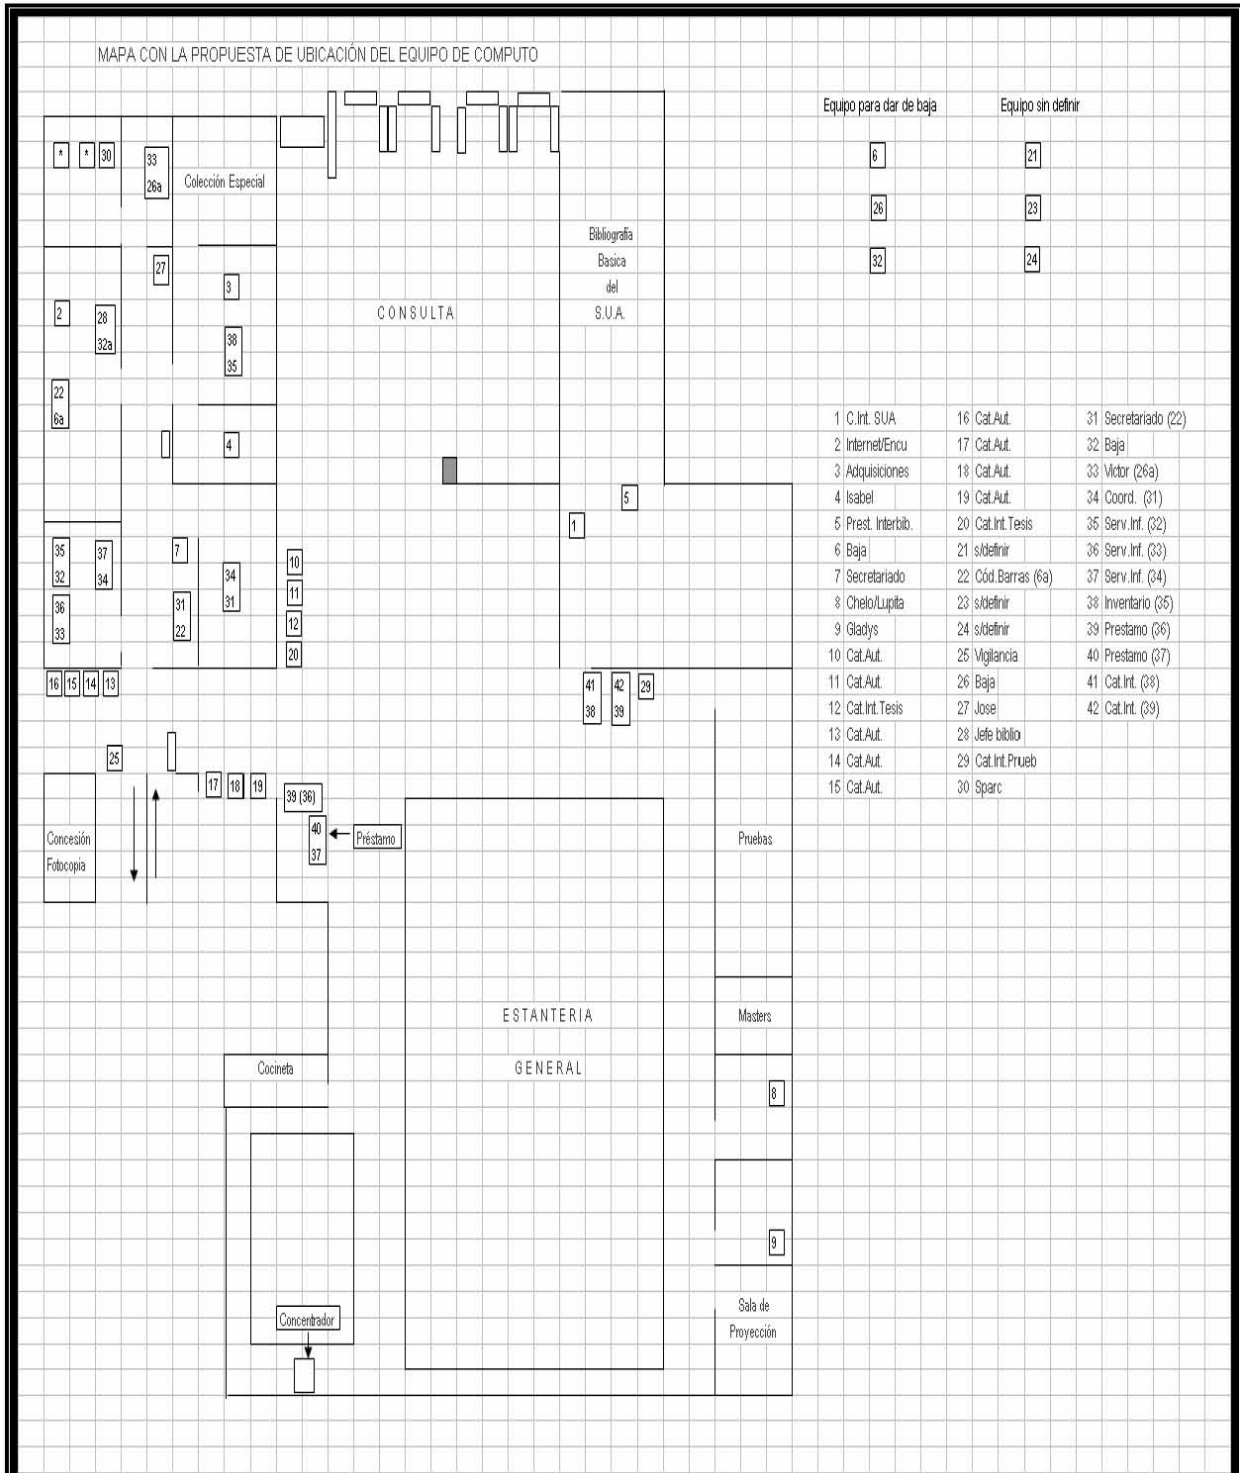 MAPA CON LA PROPUESTA DE UBICACIÓN DEL EQUIPO DE COMPUTO
Equipo para dar de baja
Equipo sin definir
6
21
26
23
32
24
*
*
30
33
26a
Colección Especial
27
3
2
28
32a
38
35
22
6a
4
CONSULTA
Bibliografía
Basica
del
S.U.A.
5
1
35
32
37
34
36
33
7
31
22
34
31
10
11
12
20
16
15
14
13
41
38
42
39
29
25
17
18
19
39 (36)
40
37
Préstamo
Concesión
Fotocopia
Pruebas
ESTANTERIA
GENERAL
Masters
Cocineta
8
9
Concentrador
Sala de
Proyección
1 C.Int. SUA
2 Internet/Encu
3 Adquisiciones
4 Isabel
5 Prest. Interbib.
6 Baja
7 Secretariado
8 Chelo/Lupita
9 Gladys
10 Cat.Aut.
11 Cat.Aut.
12 Cat.Int.Tesis
13 Cat.Aut.
14 Cat.Aut.
15 Cat.Aut.
16 Cat.Aut.
17 Cat.Aut.
18 Cat.Aut.
19 Cat.Aut.
20 Cat.Int.Tesis
21 s/definir
22 Cód.Barras (6a)
23 s/definir
24 s/definir
25 Vigilancia
26 Baja
27 Jose
28 Jefe biblio
29 Cat.Int.Prueb
30 Sparc
31 Secretariado (22)
32 Baja
33 Victor (26a)
34 Coord. (31)
35 Serv.Inf. (32)
36 Serv.Inf. (33)
37 Serv.Inf. (34)
38 Inventario (35)
39 Prestamo (36)
40 Prestamo (37)
41 Cat.Int. (38)
42 Cat.Int. (39)